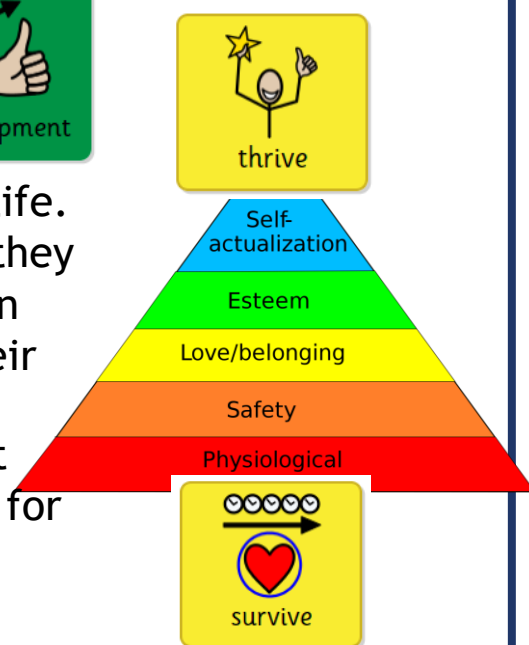 pment
thrive
ife.
they
n
eir
t
for
Self-
actualization
Esteem
Love/belonging
Safety
Physiological
survive